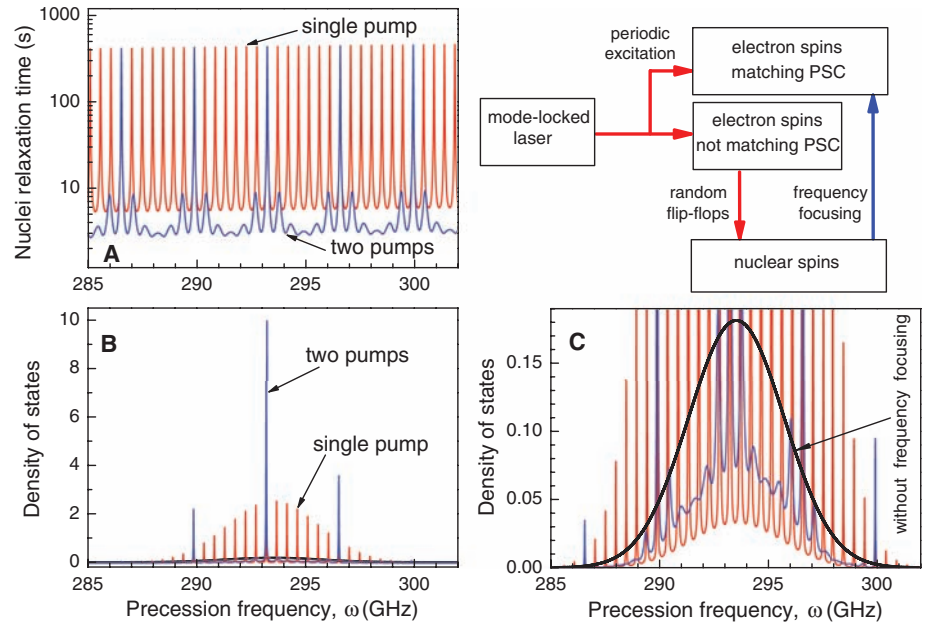 single pump
1000
100
10
Nuclei relaxation time (s)
A
two pumps
285 290 295 300
periodic
excitation
electron spins
matching PSC
mode-locked
laser
electron spins
not matching PSC
random
flip-flops
frequency
focusing
nuclear spins
10
8
6
4
2
0
Density of states
B
two pumps
single pump
285 290 295 300
Precession frequency, ω (GHz)
0.15
0.10
0.05
0.00
Density of states
C
without frequency focusing
285 290 295 300
Precession frequency, ω (GHz)